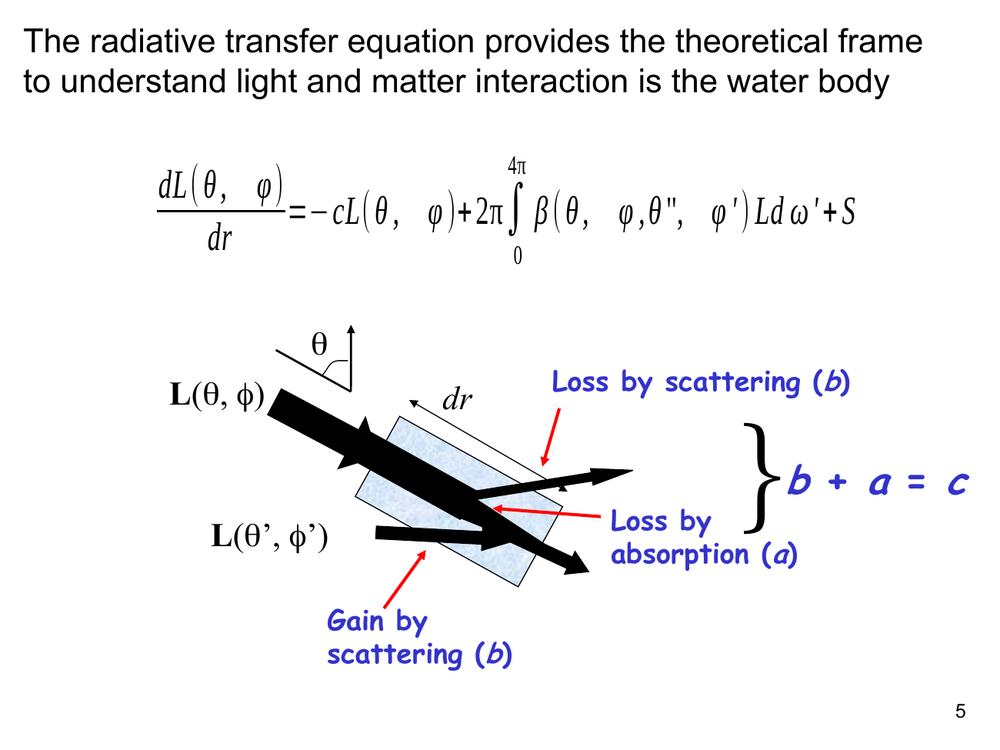 The radiative transfer equation provides the theoretical frame
to understand light and matter interaction is the water body
dL(θ, φ)/dr=−cL(θ, φ)+2π∫₀^4π β(θ, φ,θ", φ')Ldω'+S
θ
L(θ, ϕ)
dr
Loss by scattering (b)
} b + a = c
L(θ’, ϕ’)
Loss by
absorption (a)
Gain by
scattering (b)
5